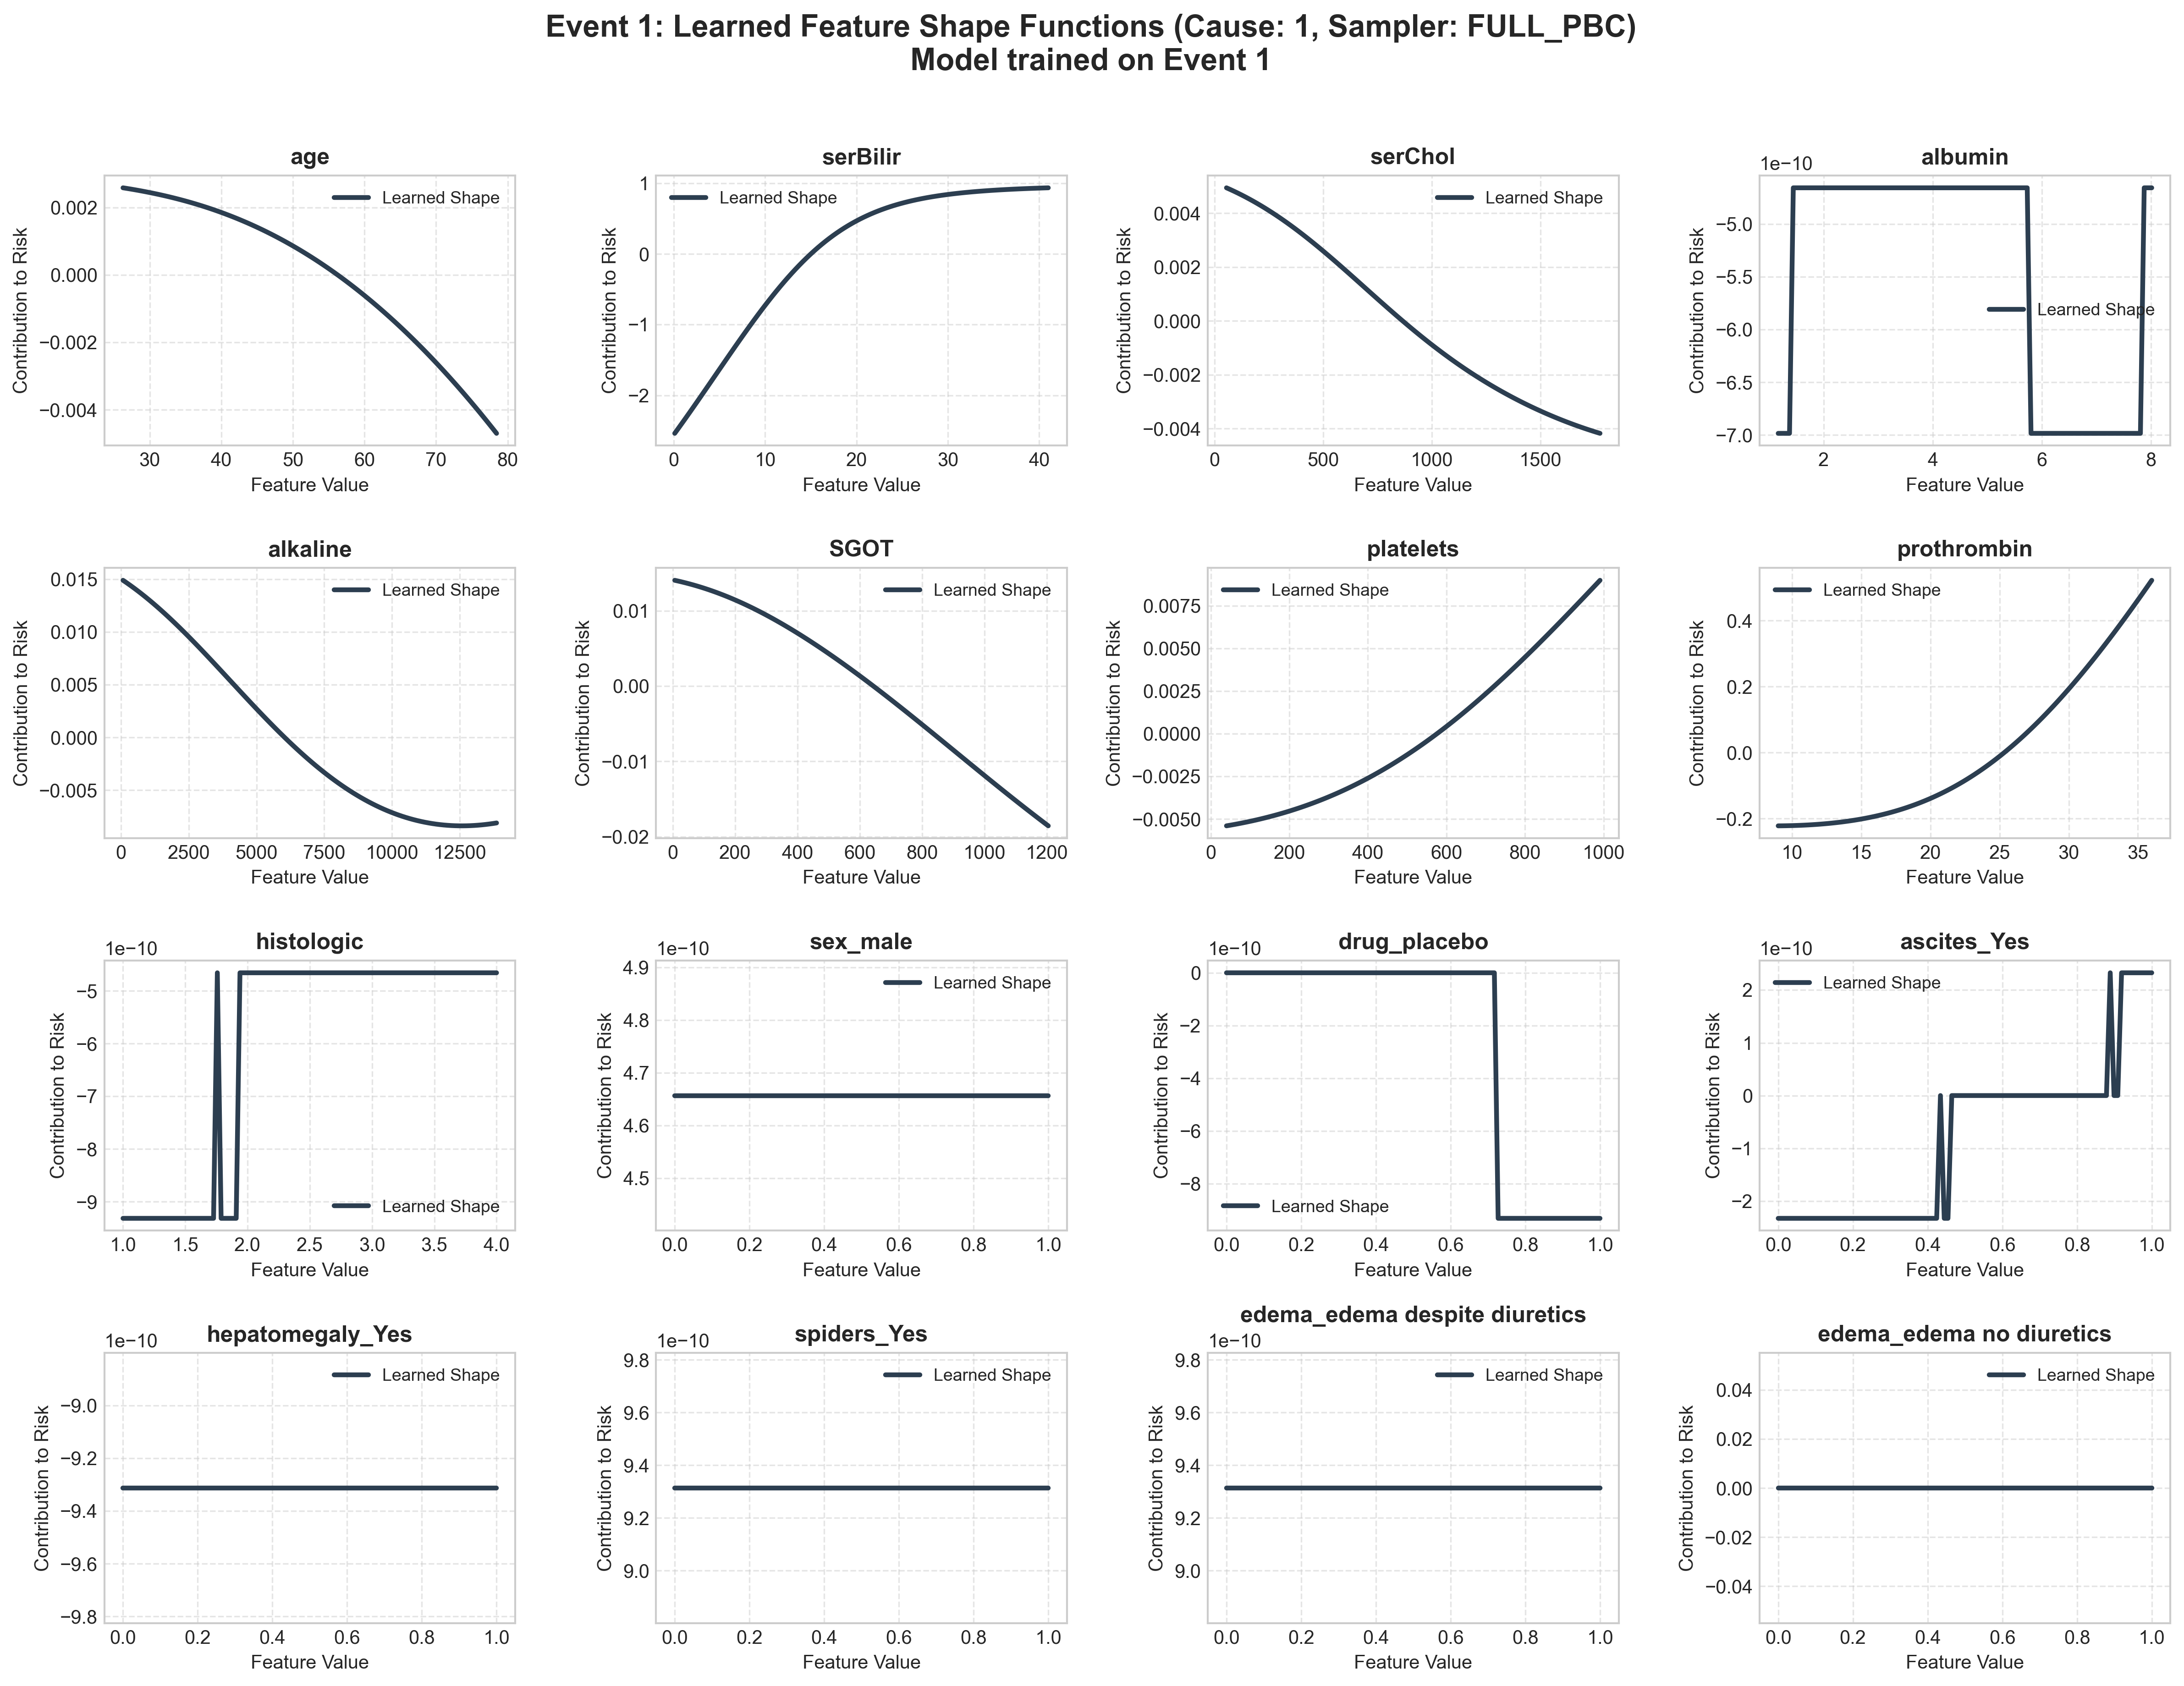 Event 1: Learned Feature Shape Functions (Cause: 1, Sampler: FULL_PBC)
Model trained on Event 1
age
Contribution to Risk
0.002
0.000
−0.002
−0.004
Learned Shape
30 40 50 60 70 80
Feature Value
serBilir
Contribution to Risk
1
0
−1
−2
Learned Shape
0 10 20 30 40
Feature Value
serChol
Contribution to Risk
0.004
0.002
0.000
−0.002
−0.004
Learned Shape
0 500 1000 1500
Feature Value
albumin
1e−10
Contribution to Risk
−5.0
−5.5
−6.0
−6.5
−7.0
Learned Shape
2 4 6 8
Feature Value
alkaline
Contribution to Risk
0.015
0.010
0.005
0.000
−0.005
Learned Shape
0 2500 5000 7500 10000 12500
Feature Value
SGOT
Contribution to Risk
0.01
0.00
−0.01
−0.02
Learned Shape
0 200 400 600 800 1000 1200
Feature Value
platelets
Contribution to Risk
0.0075
0.0050
0.0025
0.0000
−0.0025
−0.0050
Learned Shape
0 200 400 600 800 1000
Feature Value
prothrombin
Contribution to Risk
0.4
0.2
0.0
−0.2
Learned Shape
10 15 20 25 30 35
Feature Value
histologic
1e−10
Contribution to Risk
−5
−6
−7
−8
−9
Learned Shape
1.0 1.5 2.0 2.5 3.0 3.5 4.0
Feature Value
sex_male
1e−10
Contribution to Risk
4.9
4.8
4.7
4.6
4.5
Learned Shape
0.0 0.2 0.4 0.6 0.8 1.0
Feature Value
drug_placebo
1e−10
Contribution to Risk
0
−2
−4
−6
−8
Learned Shape
0.0 0.2 0.4 0.6 0.8 1.0
Feature Value
ascites_Yes
1e−10
Contribution to Risk
2
1
0
−1
−2
Learned Shape
0.0 0.2 0.4 0.6 0.8 1.0
Feature Value
hepatomegaly_Yes
1e−10
Contribution to Risk
−9.0
−9.2
−9.4
−9.6
−9.8
Learned Shape
0.0 0.2 0.4 0.6 0.8 1.0
Feature Value
spiders_Yes
1e−10
Contribution to Risk
9.8
9.6
9.4
9.2
9.0
Learned Shape
0.0 0.2 0.4 0.6 0.8 1.0
Feature Value
edema_edema despite diuretics
1e−10
Contribution to Risk
9.8
9.6
9.4
9.2
9.0
Learned Shape
0.0 0.2 0.4 0.6 0.8 1.0
Feature Value
edema_edema no diuretics
Contribution to Risk
0.04
0.02
0.00
−0.02
−0.04
Learned Shape
0.0 0.2 0.4 0.6 0.8 1.0
Feature Value